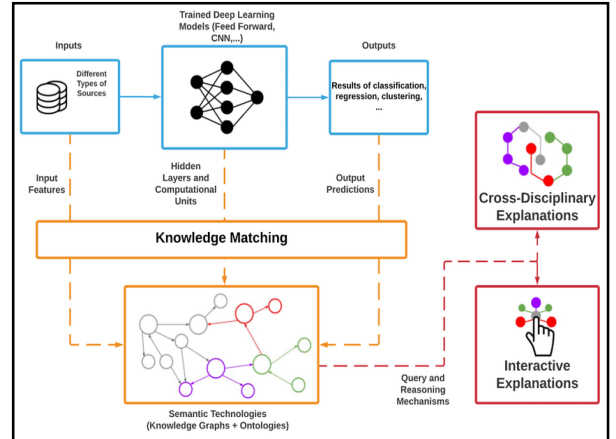 Inputs
Trained Deep Learning
Models (Feed Forward,
CNN,...)
Outputs
Different
Types of
Sources
Results of classification,
regression, clustering,
...
Input
Features
Hidden
Layers and
Computational
Units
Output
Predictions
Knowledge Matching
Semantic Technologies
(Knowledge Graphs + Ontologies)
Query and
Reasoning
Mechanisms
Cross-Disciplinary
Explanations
Interactive
Explanations